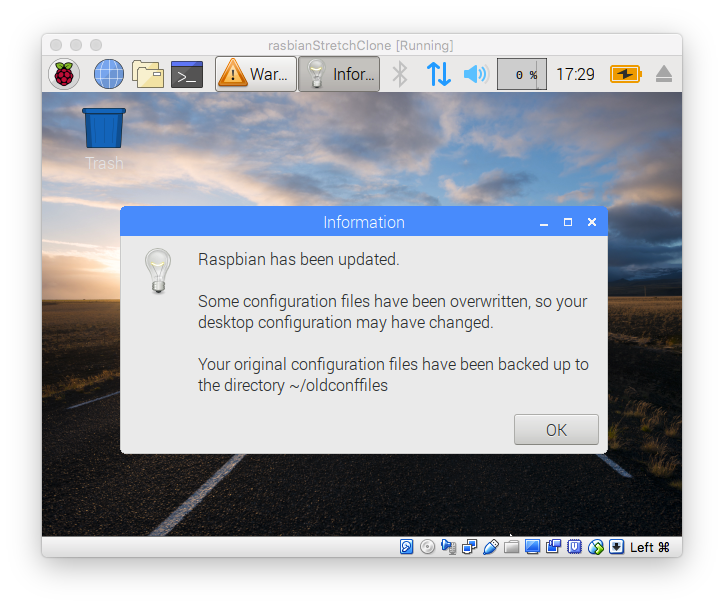 rasbianStretchClone [Running]
War...
Infor...
0 %
17:29
Trash
Information
Raspbian has been updated.
Some configuration files have been overwritten, so your
desktop configuration may have changed.
Your original configuration files have been backed up to
the directory ~/oldconffiles
OK
Left ⌘